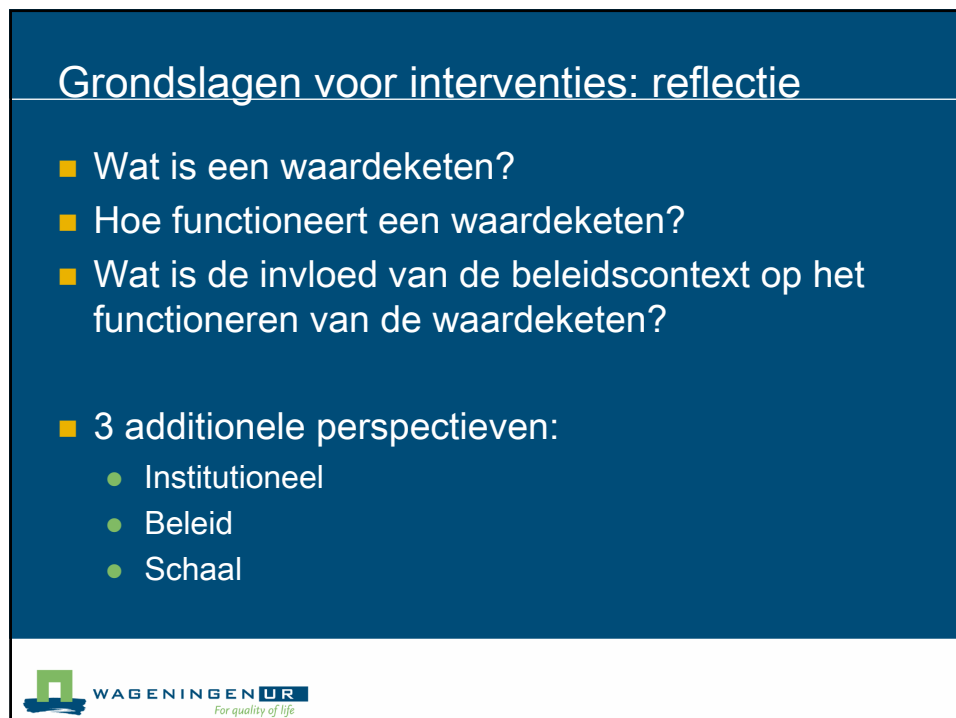 Grondslagen voor interventies: reflectie
Wat is een waardeketen?
Hoe functioneert een waardeketen?
Wat is de invloed van de beleidscontext op het
functioneren van de waardeketen?
3 additionele perspectieven:
Institutioneel
Beleid
Schaal
WAGENINGEN UR
For quality of life